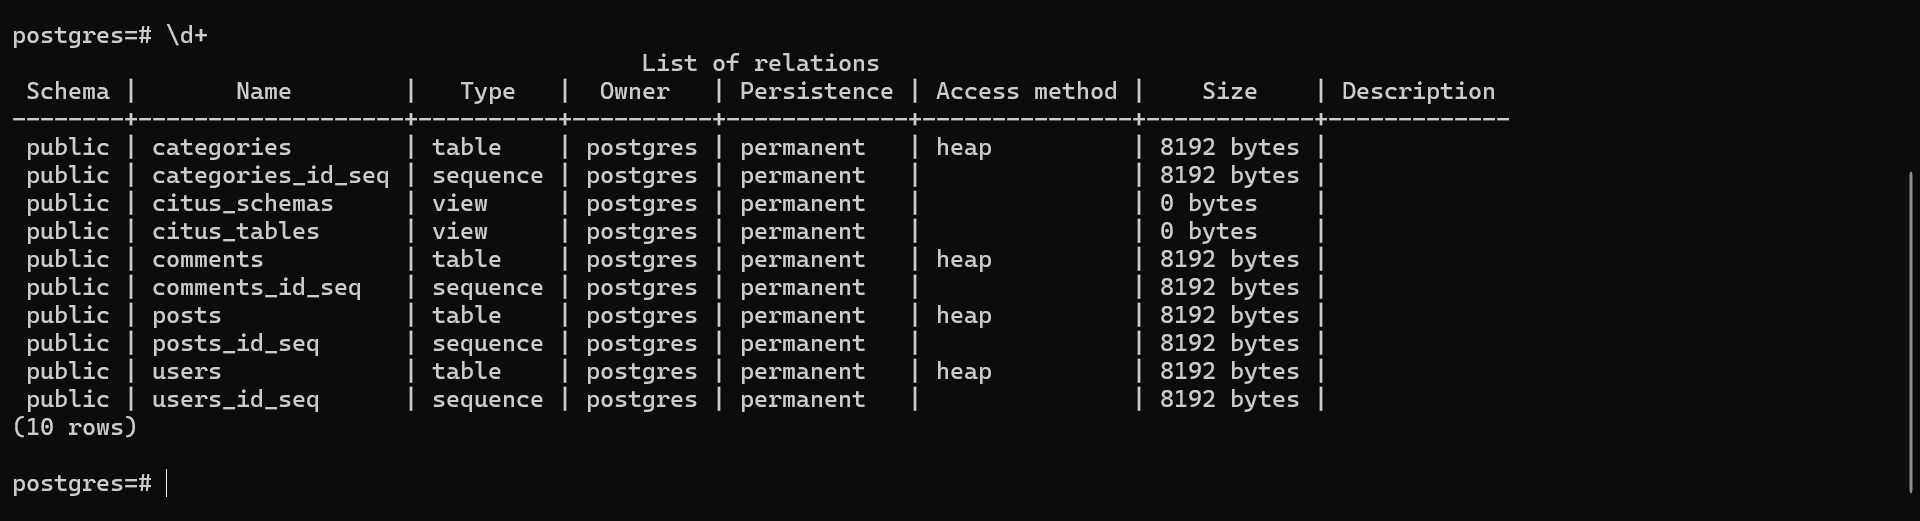 postgres=# \d+
                                             List of relations
 Schema |       Name        |   Type   |  Owner   | Persistence | Access method |    Size    | Description
--------+-------------------+----------+----------+-------------+---------------+------------+-------------
 public | categories        | table    | postgres | permanent   | heap          | 8192 bytes |
 public | categories_id_seq | sequence | postgres | permanent   |               | 8192 bytes |
 public | citus_schemas     | view     | postgres | permanent   |               | 0 bytes    |
 public | citus_tables      | view     | postgres | permanent   |               | 0 bytes    |
 public | comments          | table    | postgres | permanent   | heap          | 8192 bytes |
 public | comments_id_seq   | sequence | postgres | permanent   |               | 8192 bytes |
 public | posts             | table    | postgres | permanent   | heap          | 8192 bytes |
 public | posts_id_seq      | sequence | postgres | permanent   |               | 8192 bytes |
 public | users             | table    | postgres | permanent   | heap          | 8192 bytes |
 public | users_id_seq      | sequence | postgres | permanent   |               | 8192 bytes |
(10 rows)

postgres=#